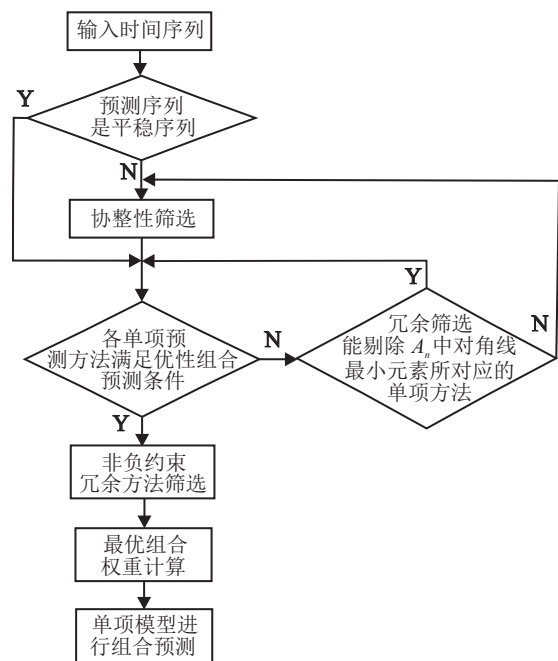 输入时间序列
Y
预测序列
是平稳序列
N
协整性筛选
Y
各单项预
测方法满足优性组合
预测条件
N
冗余筛选
能剔除 Aₙ 中对角线
最小元素所对应的
单项方法
N
Y
非负约束
冗余方法筛选
最优组合
权重计算
单项模型进
行组合预测